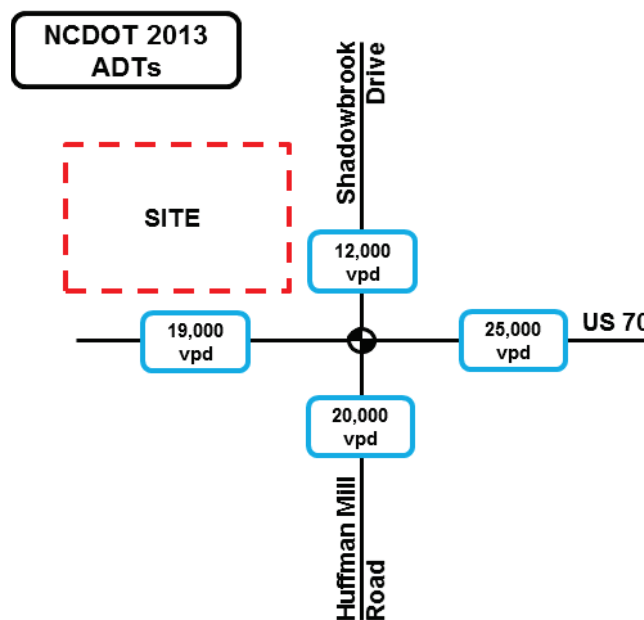 NCDOT 2013
ADTs
Shadowbrook
Drive
SITE
12,000
vpd
19,000
vpd
25,000
vpd
US 70
20,000
vpd
Huffman Mill
Road